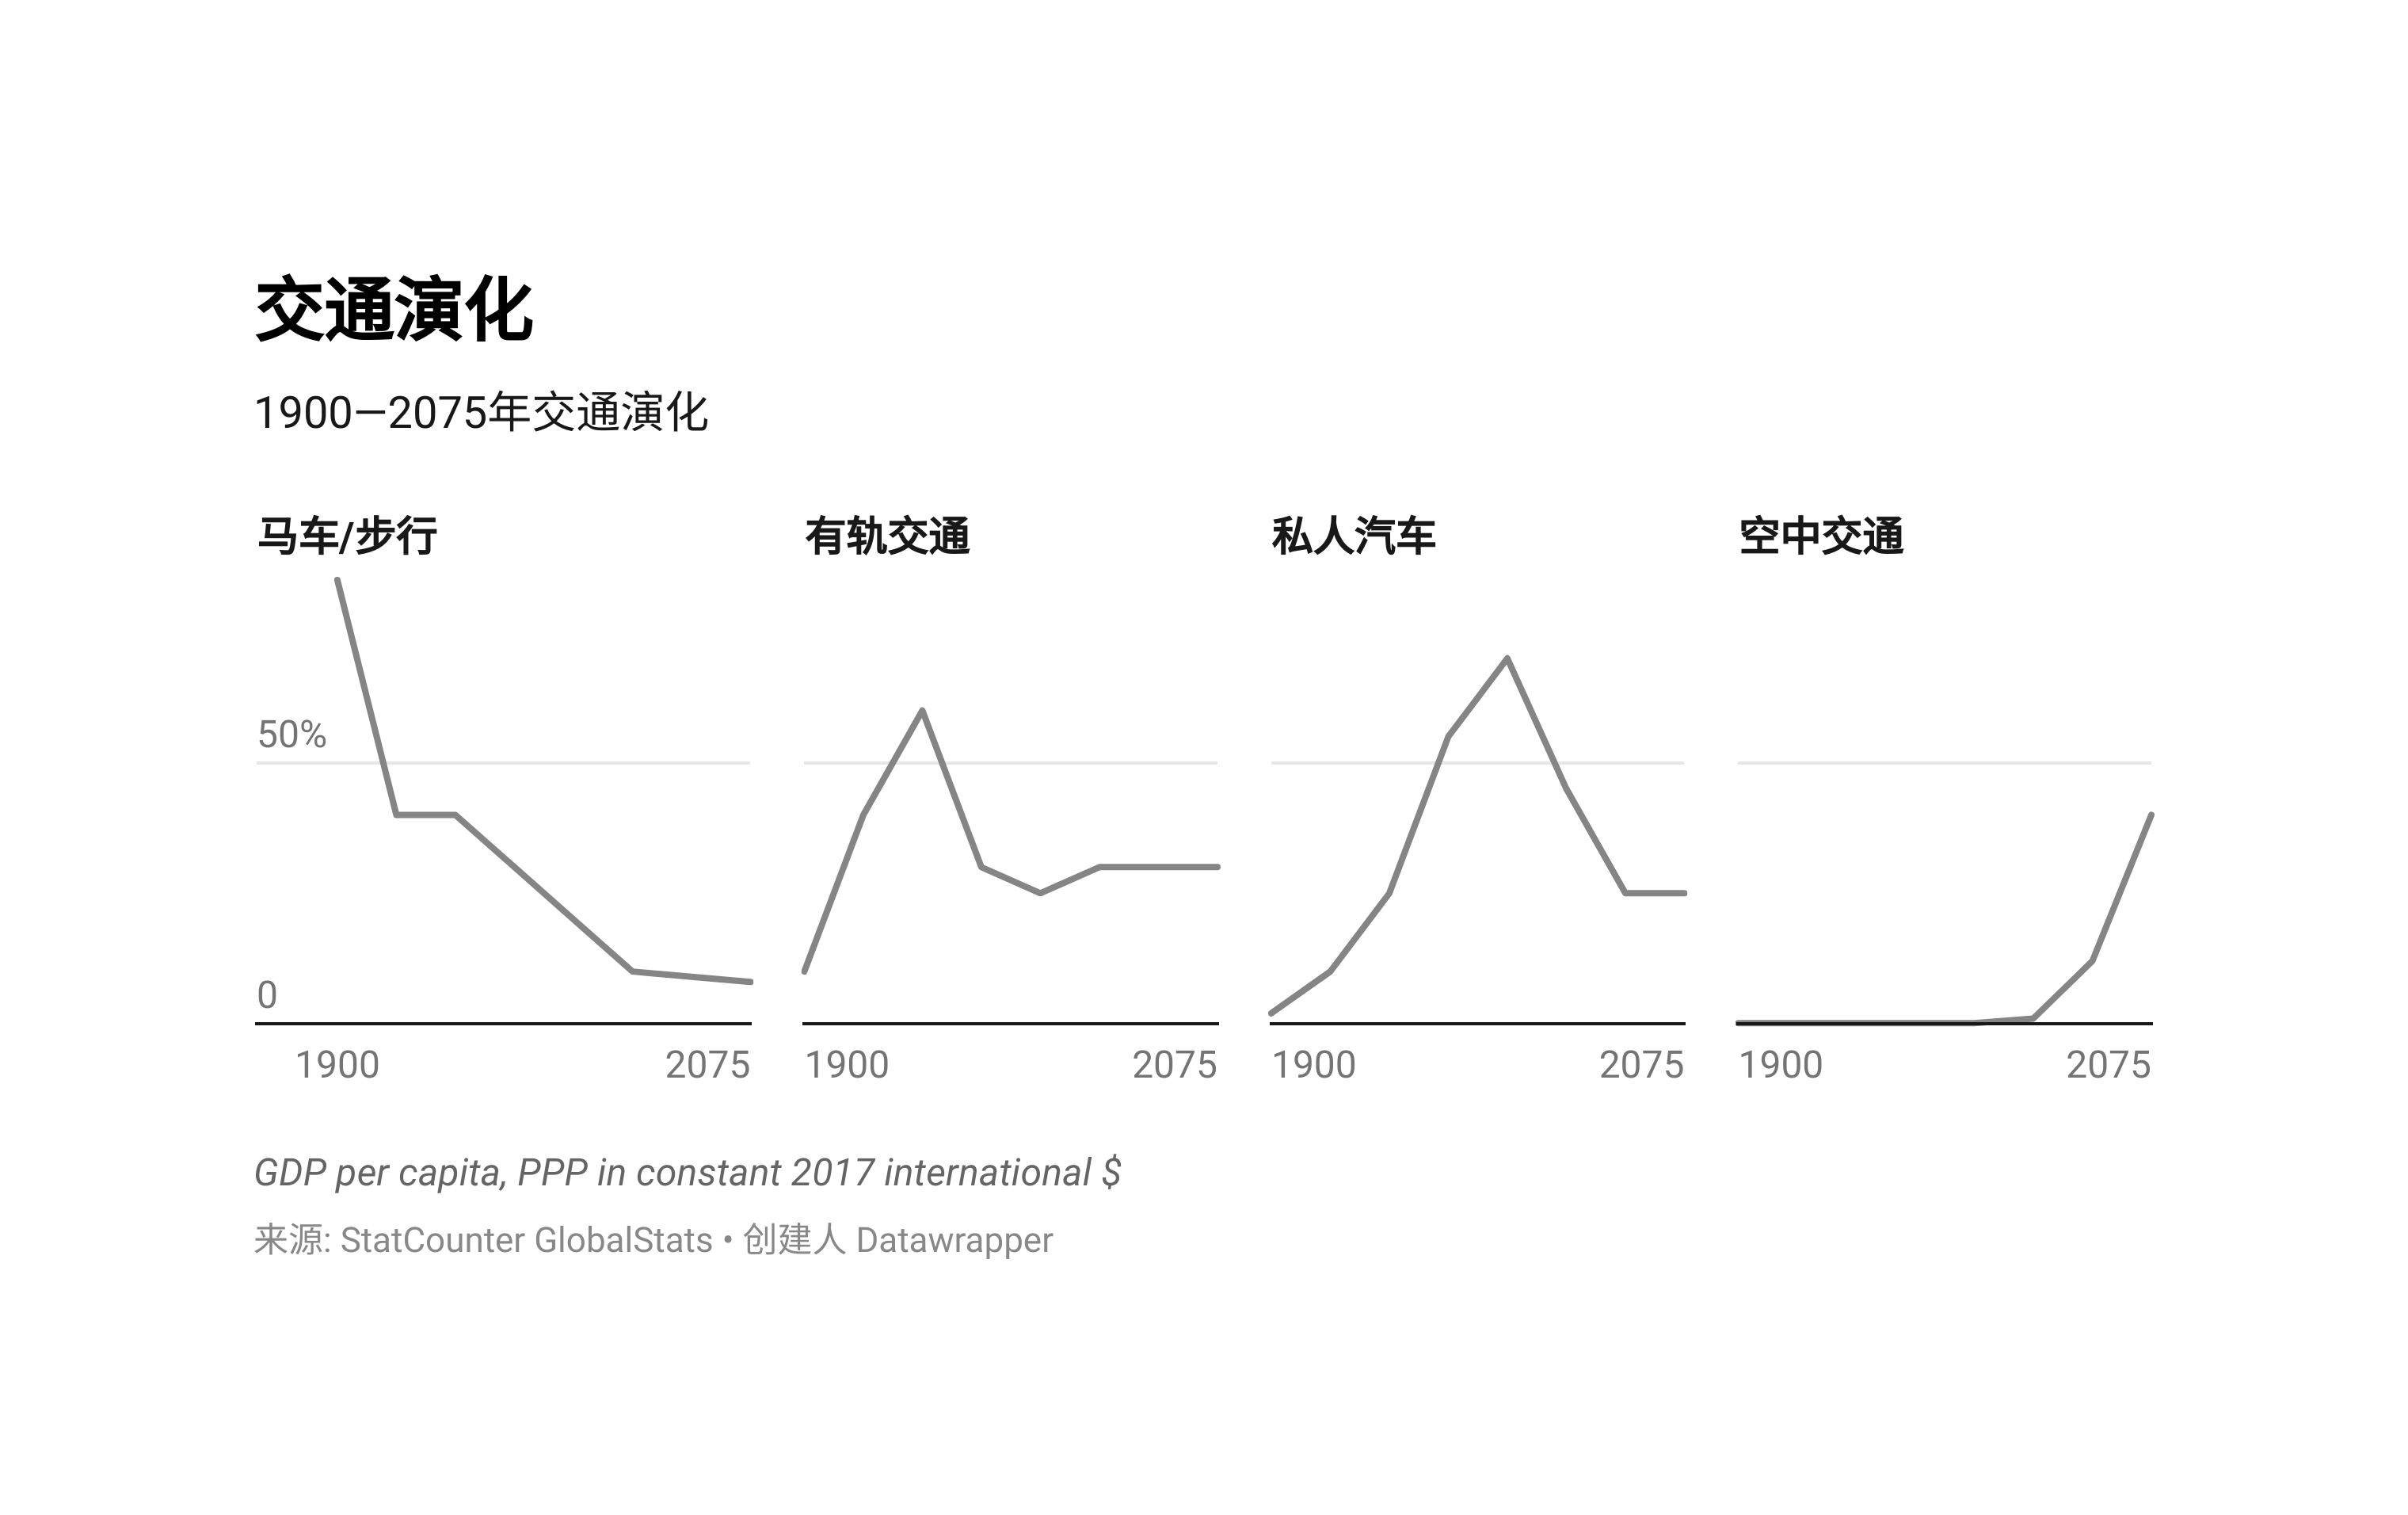 交通演化
1900—2075年交通演化
马车/步行
有轨交通
私人汽车
空中交通
50%
0
1900
2075
1900
2075
1900
2075
1900
2075
GDP per capita, PPP in constant 2017 international $
来源: StatCounter GlobalStats • 创建人 Datawrapper